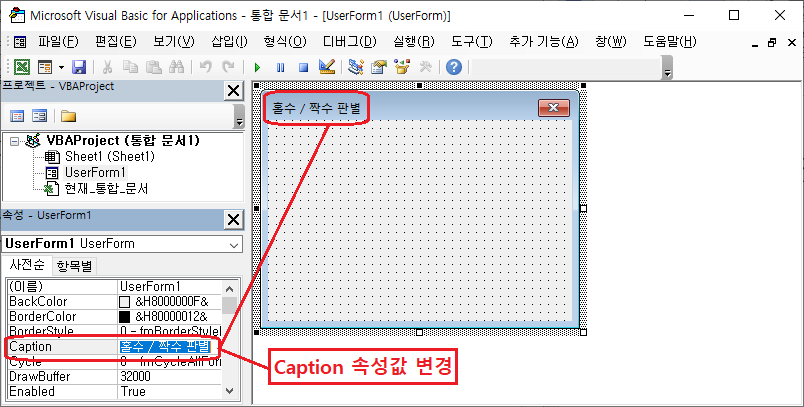 Microsoft Visual Basic for Applications - 통합 문서1 - [UserForm1 (UserForm)]
파일(F) 편집(E) 보기(V) 삽입(I) 형식(O) 디버그(D) 실행(R) 도구(T) 추가 기능(A) 창(W) 도움말(H)
프로젝트 - VBAProject
VBAProject (통합 문서1)
Sheet1 (Sheet1)
UserForm1
현재_통합_문서
속성 - UserForm1
UserForm1 UserForm
사전순 항목별
(이름) UserForm1
BackColor &H8000000F&
BorderColor &H80000012&
BorderStyle 0 - fmBorderStyle
Caption 홀수 / 짝수 판별
Cycle 0 - fmCycleAllFor
DrawBuffer 32000
Enabled True
홀수 / 짝수 판별
Caption 속성값 변경